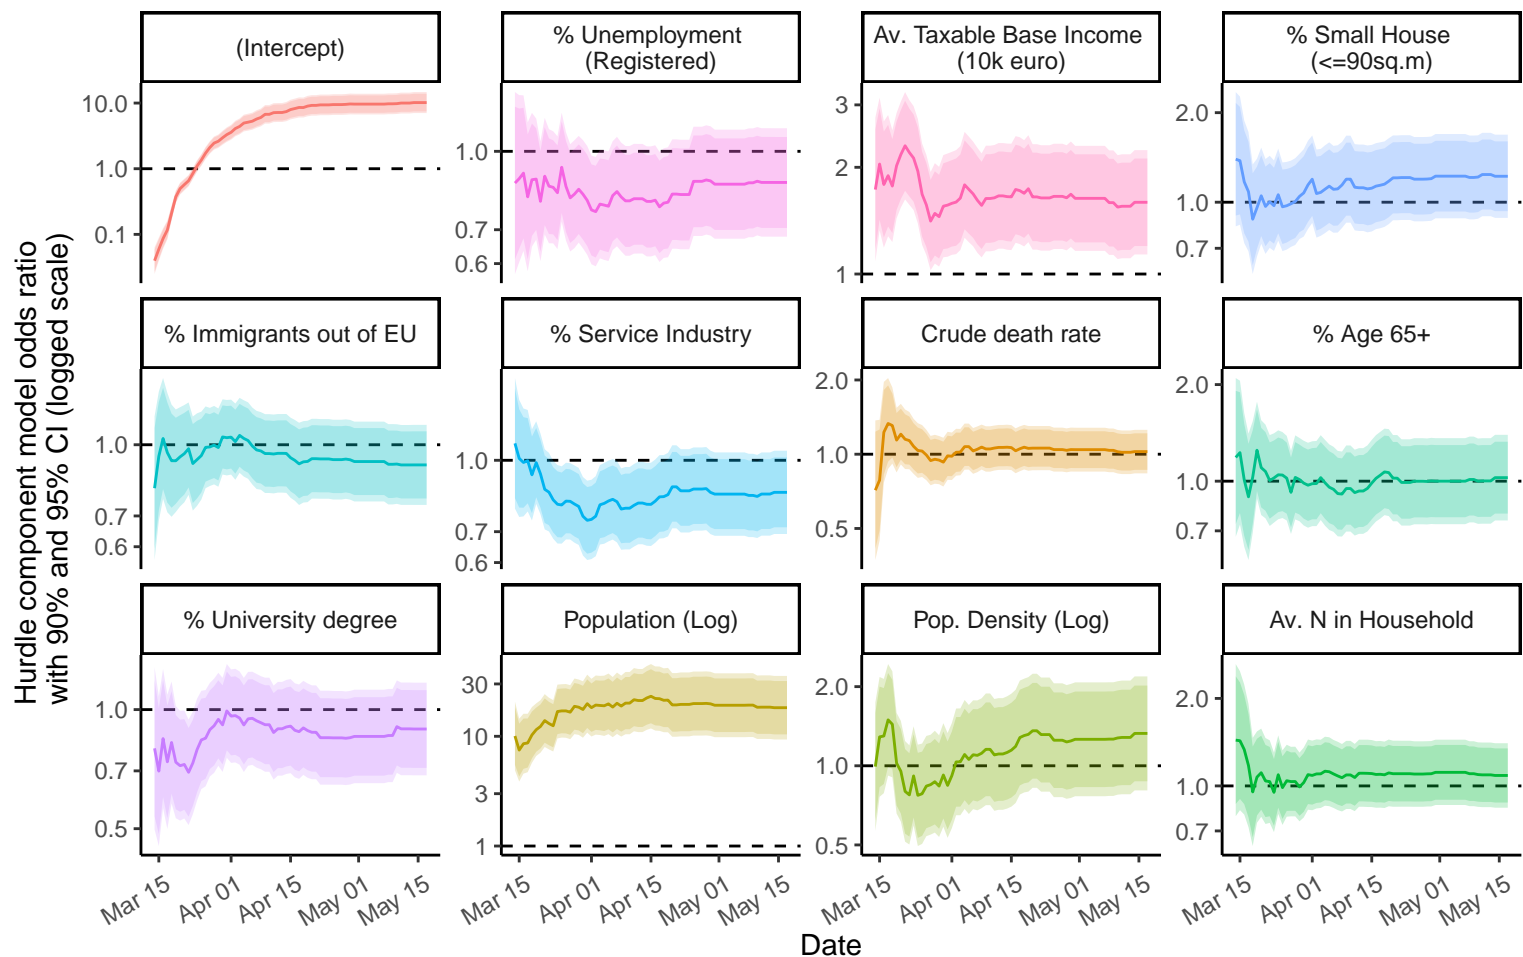 (Intercept)
% Unemployment
(Registered)
Av. Taxable Base Income
(10k euro)
% Small House
(<=90sq.m)
10.0
1.0
0.1
1.0
0.7
0.6
3
2
1
2.0
1.0
0.7
Hurdle component model odds ratio
with 90% and 95% CI (logged scale)
% Immigrants out of EU
% Service Industry
Crude death rate
% Age 65+
1.0
0.7
0.6
1.0
0.7
0.6
2.0
1.0
0.5
2.0
1.0
0.7
% University degree
Population (Log)
Pop. Density (Log)
Av. N in Household
1.0
0.7
0.5
30
10
3
1
2.0
1.0
0.5
2.0
1.0
0.7
Mar 15
Apr 01
Apr 15
May 01
May 15
Mar 15
Apr 01
Apr 15
May 01
May 15
Mar 15
Apr 01
Apr 15
May 01
May 15
Mar 15
Apr 01
Apr 15
May 01
May 15
Date